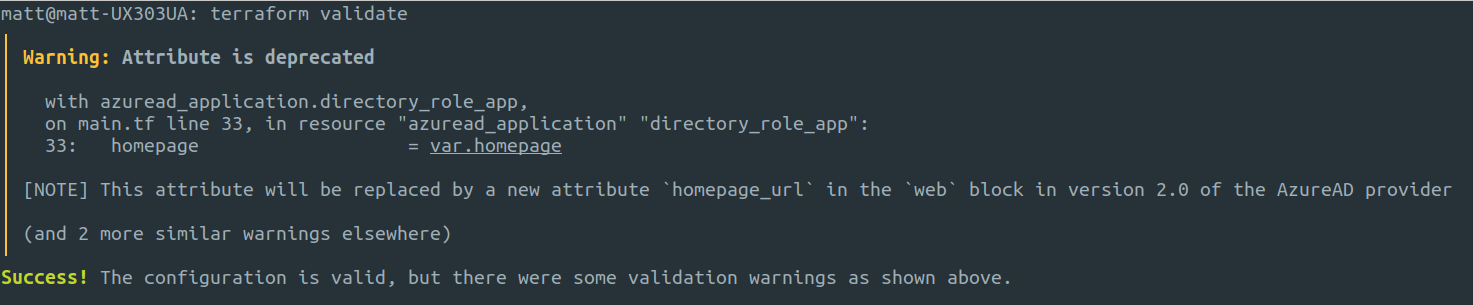 matt@matt-UX303UA: terraform validate
Warning: Attribute is deprecated
with azuread_application.directory_role_app,
on main.tf line 33, in resource "azuread_application" "directory_role_app":
33:   homepage                   = var.homepage
[NOTE] This attribute will be replaced by a new attribute `homepage_url` in the `web` block in version 2.0 of the AzureAD provider
(and 2 more similar warnings elsewhere)
Success! The configuration is valid, but there were some validation warnings as shown above.